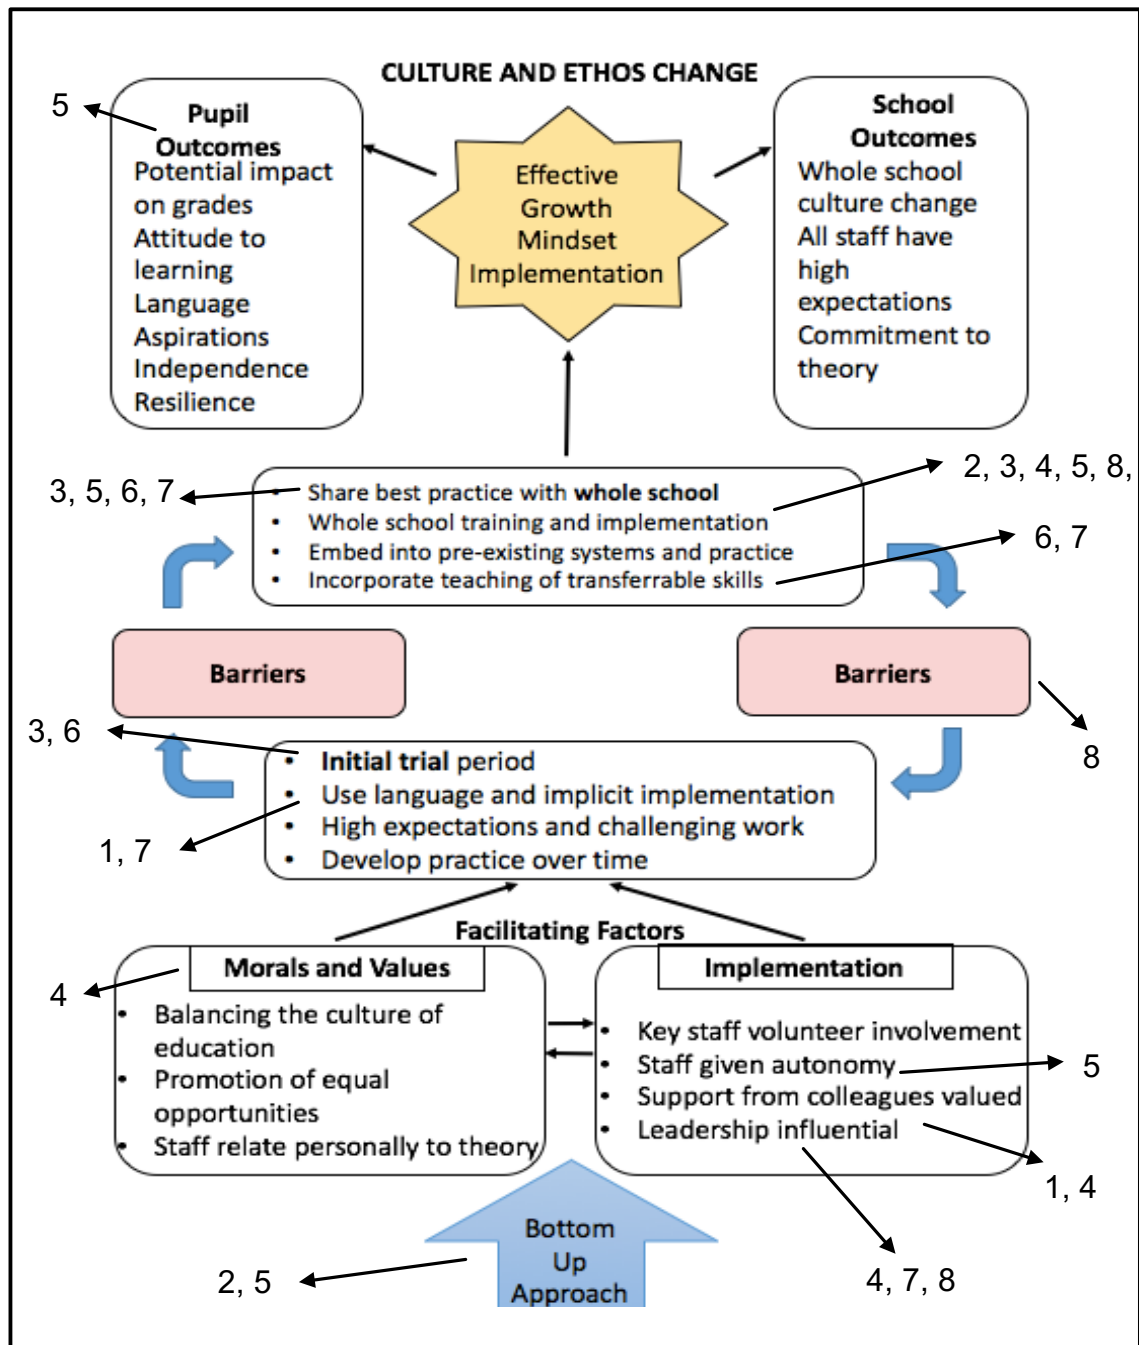 CULTURE AND ETHOS CHANGE
5
Pupil
Outcomes
Potential impact
on grades
Attitude to
learning
Language
Aspirations
Independence
Resilience
Effective
Growth
Mindset
Implementation
School
Outcomes
Whole school
culture change
All staff have
high
expectations
Commitment to
theory
3, 5, 6, 7
2, 3, 4, 5, 8,
• Share best practice with whole school
• Whole school training and implementation
• Embed into pre-existing systems and practice
• Incorporate teaching of transferrable skills
6, 7
Barriers
Barriers
8
3, 6
• Initial trial period
• Use language and implicit implementation
• High expectations and challenging work
• Develop practice over time
1, 7
Facilitating Factors
4
Morals and Values
• Balancing the culture of
education
• Promotion of equal
opportunities
• Staff relate personally to theory
Implementation
• Key staff volunteer involvement
• Staff given autonomy
• Support from colleagues valued
• Leadership influential
5
1, 4
4, 7, 8
2, 5
Bottom
Up
Approach